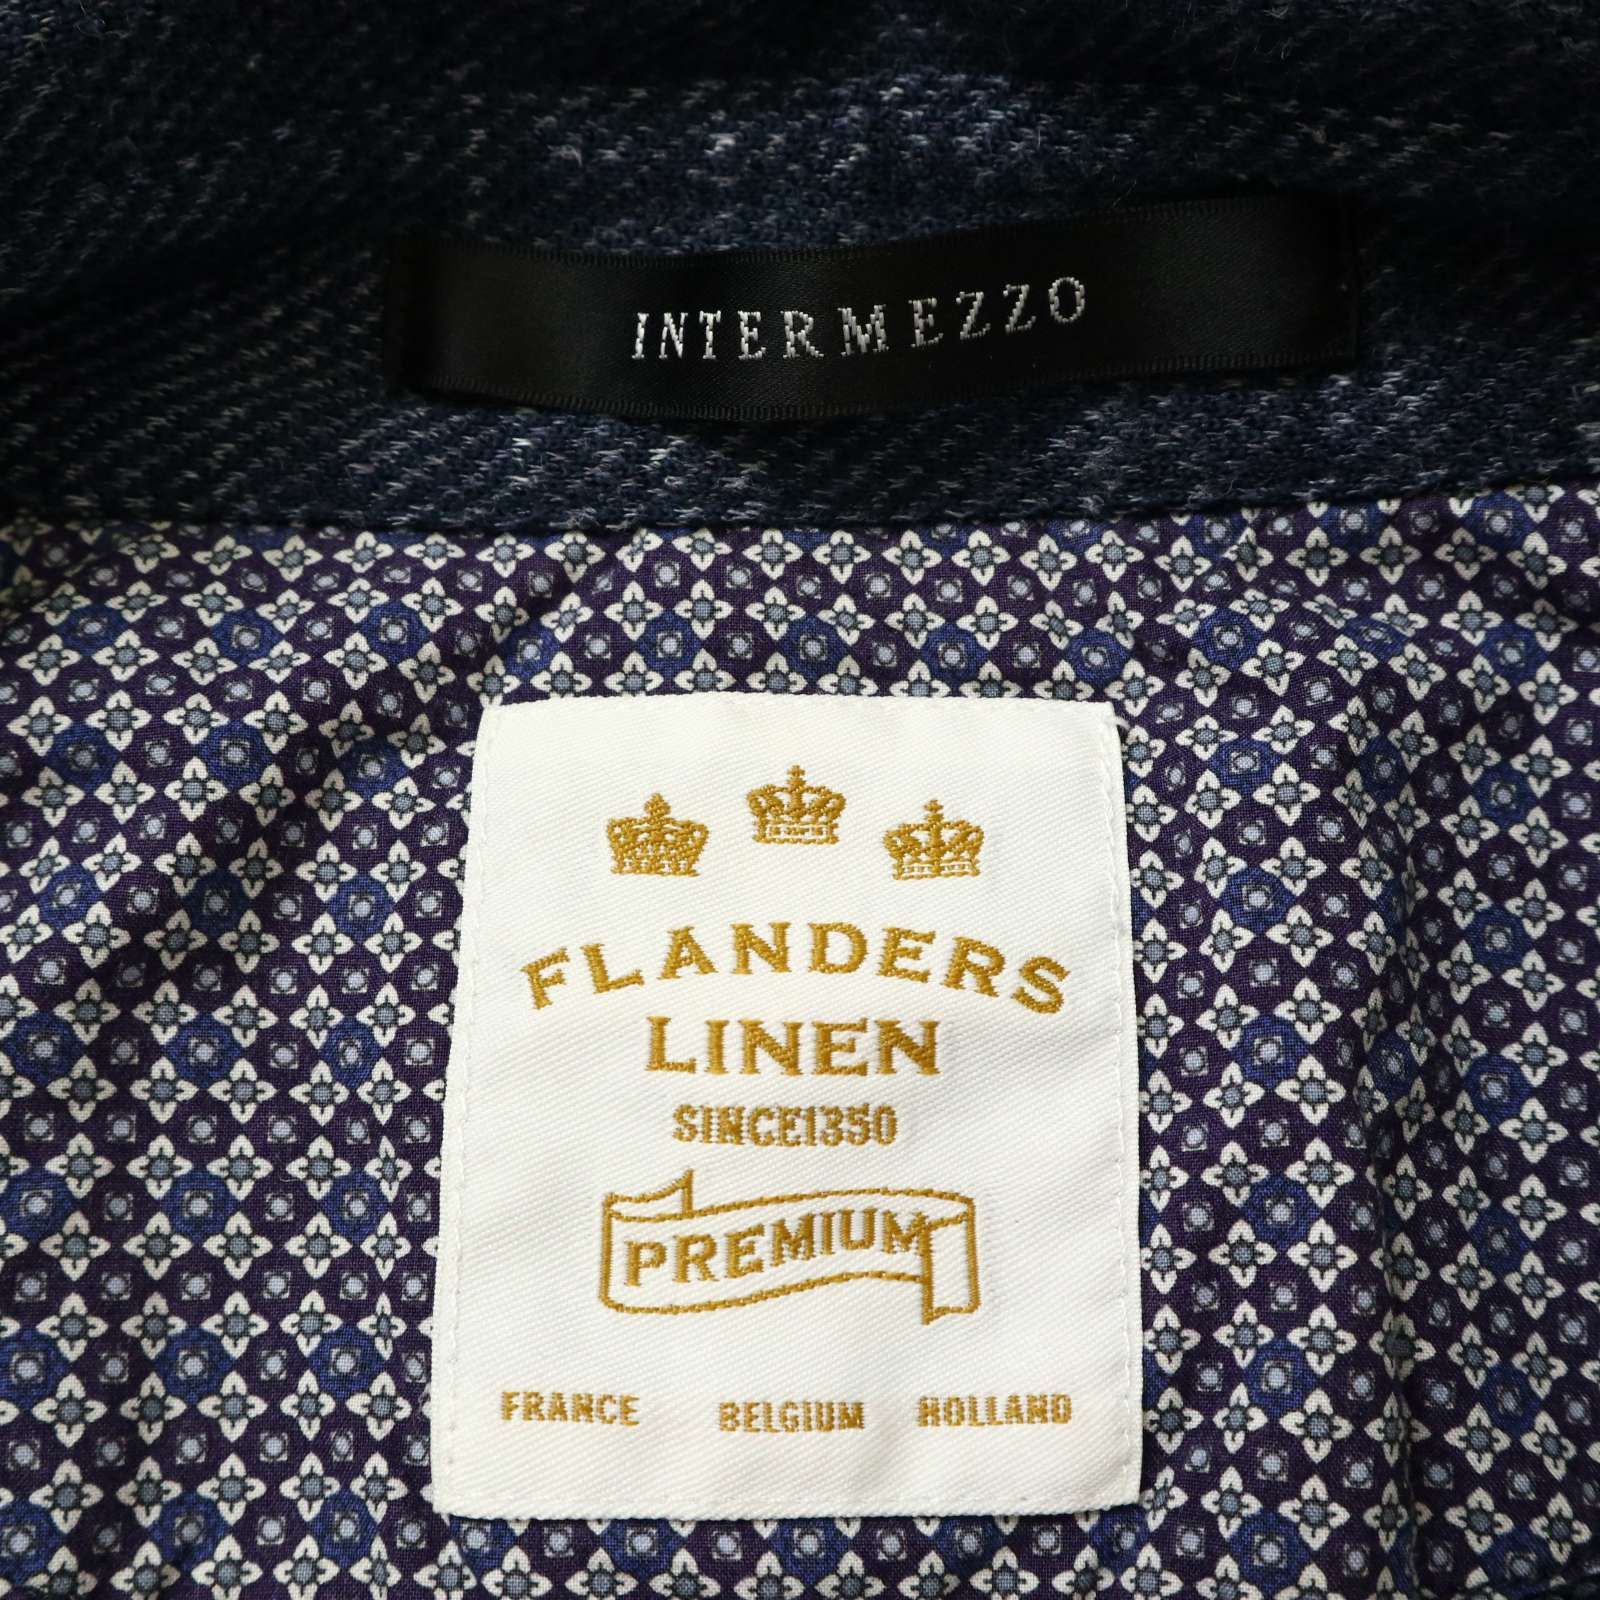 INTERMEZZO
FLANDERS
LINEN
SINCE1350
PREMIUM
FRANCE BELGIUM HOLLAND